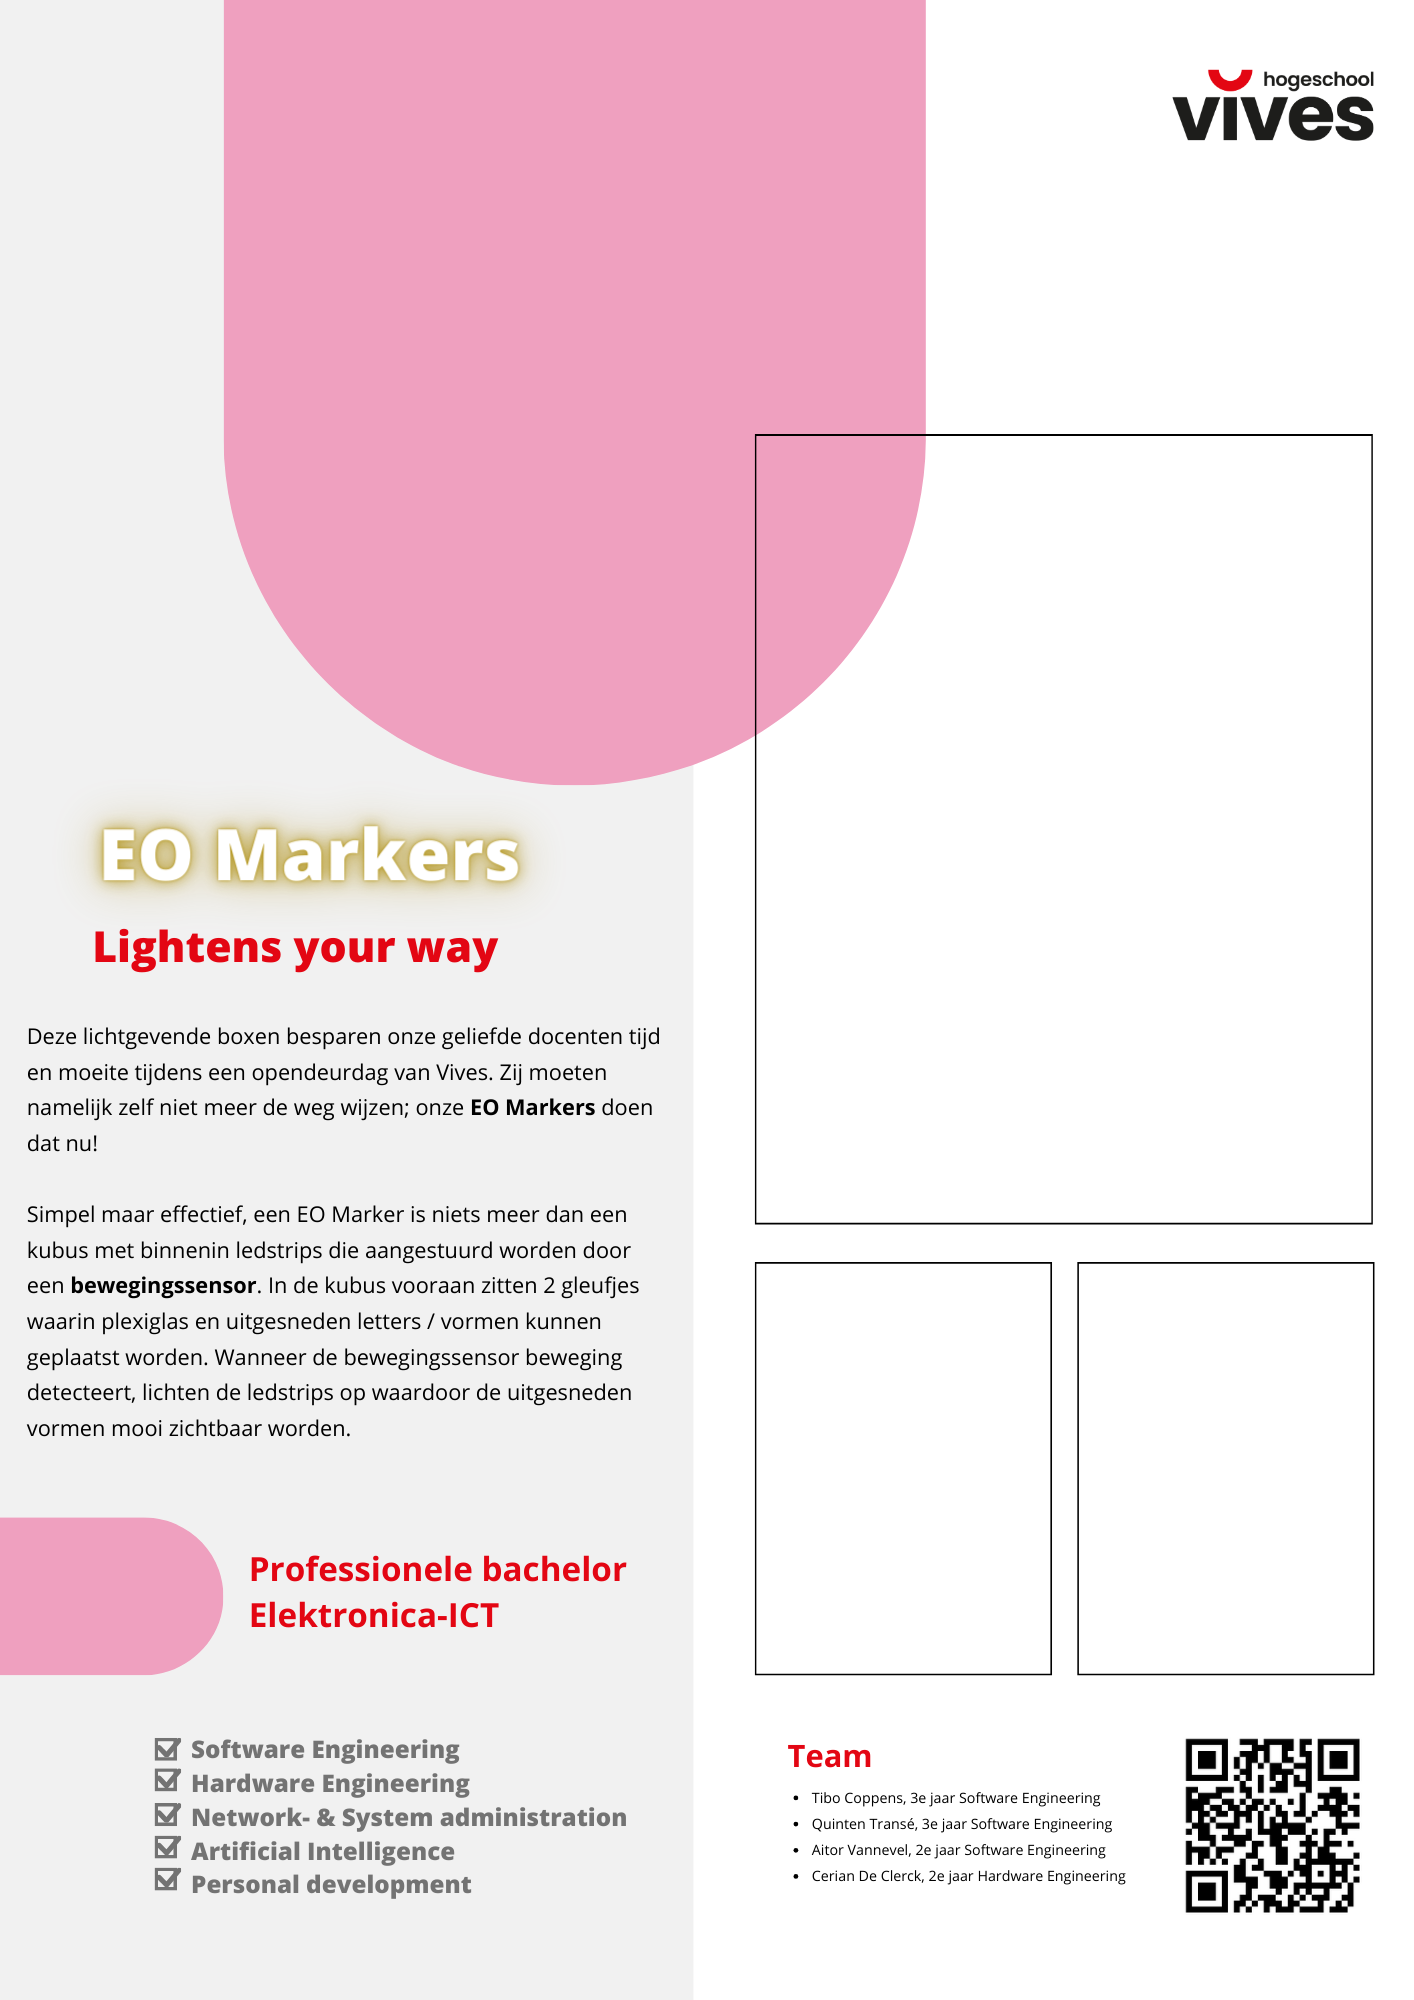 hogeschool
vives
EO Markers
Lightens your way
Deze lichtgevende boxen besparen onze geliefde docenten tijd
en moeite tijdens een opendeurdag van Vives. Zij moeten
namelijk zelf niet meer de weg wijzen; onze EO Markers doen
dat nu!
Simpel maar effectief, een EO Marker is niets meer dan een
kubus met binnenin ledstrips die aangestuurd worden door
een bewegingssensor. In de kubus vooraan zitten 2 gleufjes
waarin plexiglas en uitgesneden letters / vormen kunnen
geplaatst worden. Wanneer de bewegingssensor beweging
detecteert, lichten de ledstrips op waardoor de uitgesneden
vormen mooi zichtbaar worden.
Professionele bachelor
Elektronica-ICT
Software Engineering
Hardware Engineering
Network- & System administration
Artificial Intelligence
Personal development
Team
Tibo Coppens, 3e jaar Software Engineering
Quinten Transé, 3e jaar Software Engineering
Aitor Vannevel, 2e jaar Software Engineering
Cerian De Clerck, 2e jaar Hardware Engineering